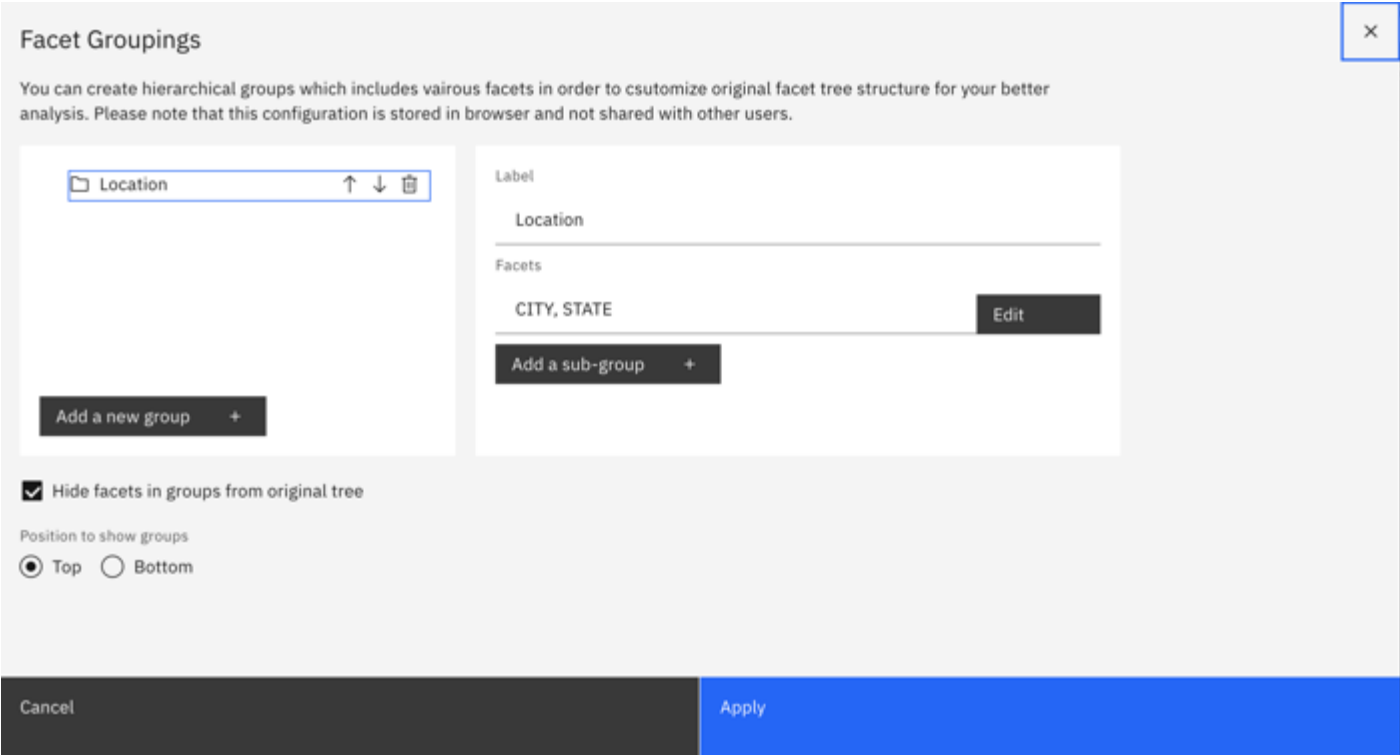 Facet Groupings
You can create hierarchical groups which includes vairous facets in order to csutomize original facet tree structure for your better
analysis. Please note that this configuration is stored in browser and not shared with other users.
Location
Add a new group +
Label
Location
Facets
CITY, STATE
Edit
Add a sub-group +
Hide facets in groups from original tree
Position to show groups
Top Bottom
Cancel
Apply